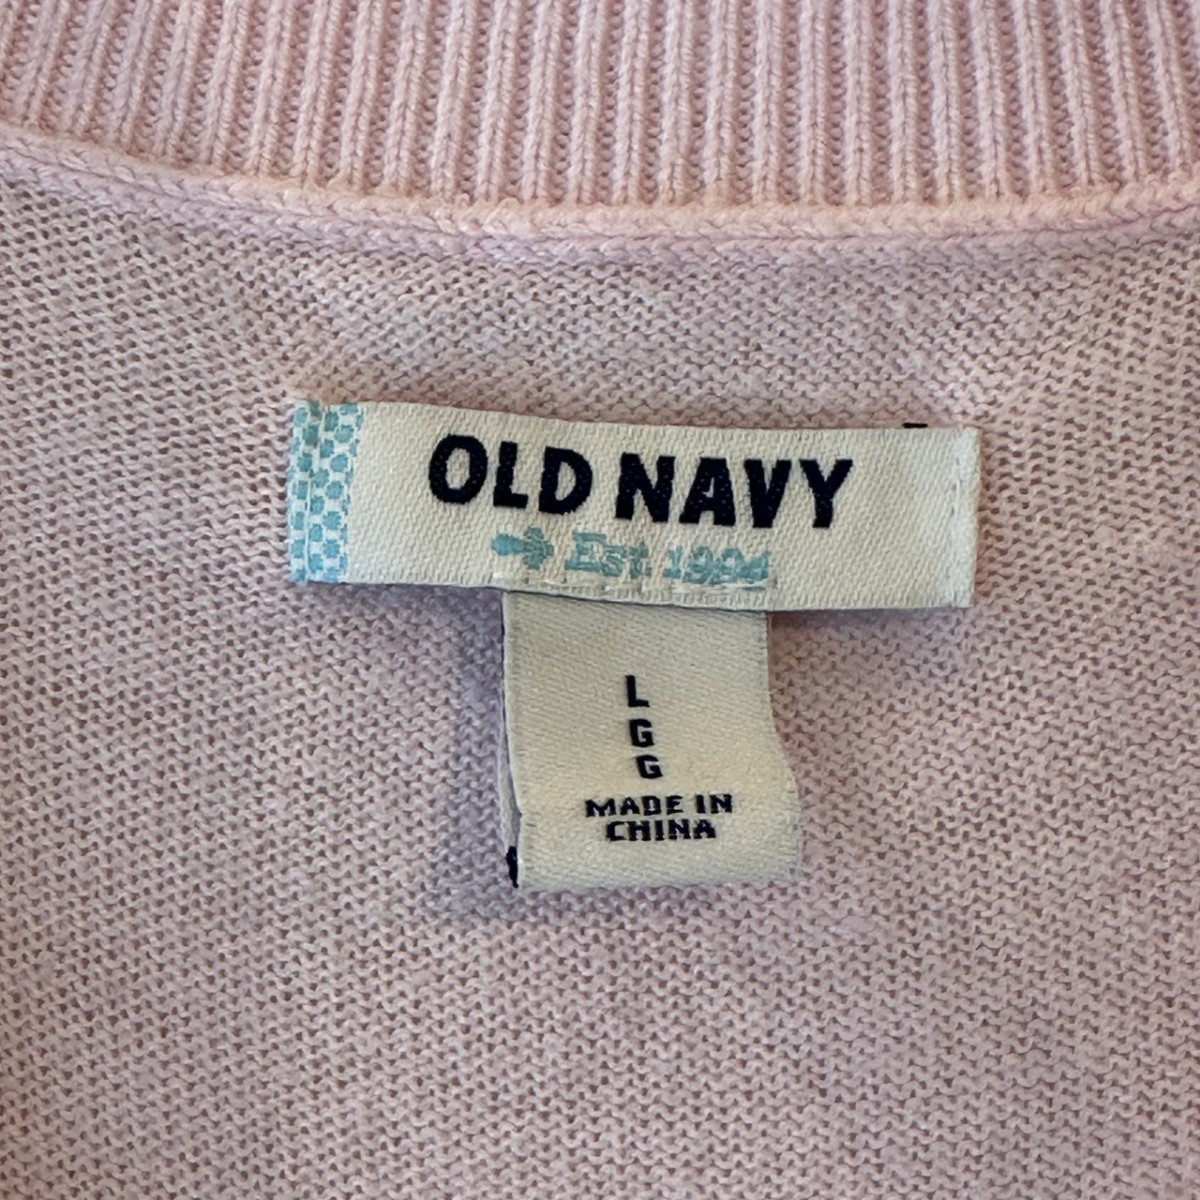 OLD NAVY
Est. 1994
L
G
G
MADE IN
CHINA